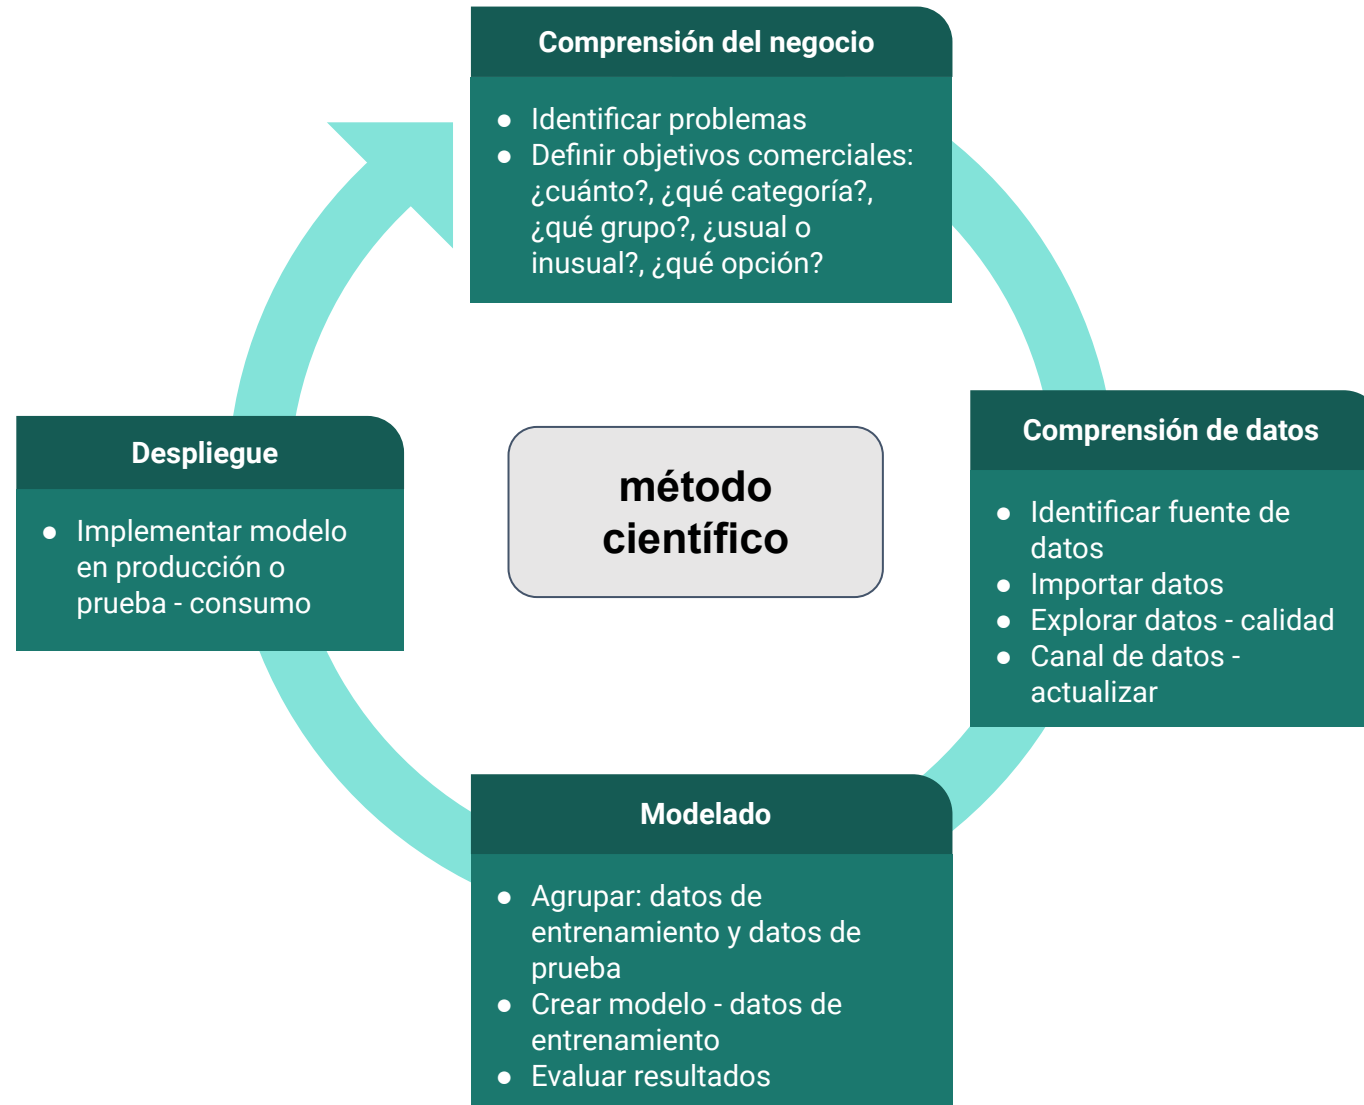 Comprensión del negocio
● Identificar problemas
● Definir objetivos comerciales:
¿cuánto?, ¿qué categoría?,
¿qué grupo?, ¿usual o
inusual?, ¿qué opción?
Comprensión de datos
● Identificar fuente de
datos
● Importar datos
● Explorar datos - calidad
● Canal de datos -
actualizar
Modelado
● Agrupar: datos de
entrenamiento y datos de
prueba
● Crear modelo - datos de
entrenamiento
● Evaluar resultados
Despliegue
● Implementar modelo
en producción o
prueba - consumo
método
científico